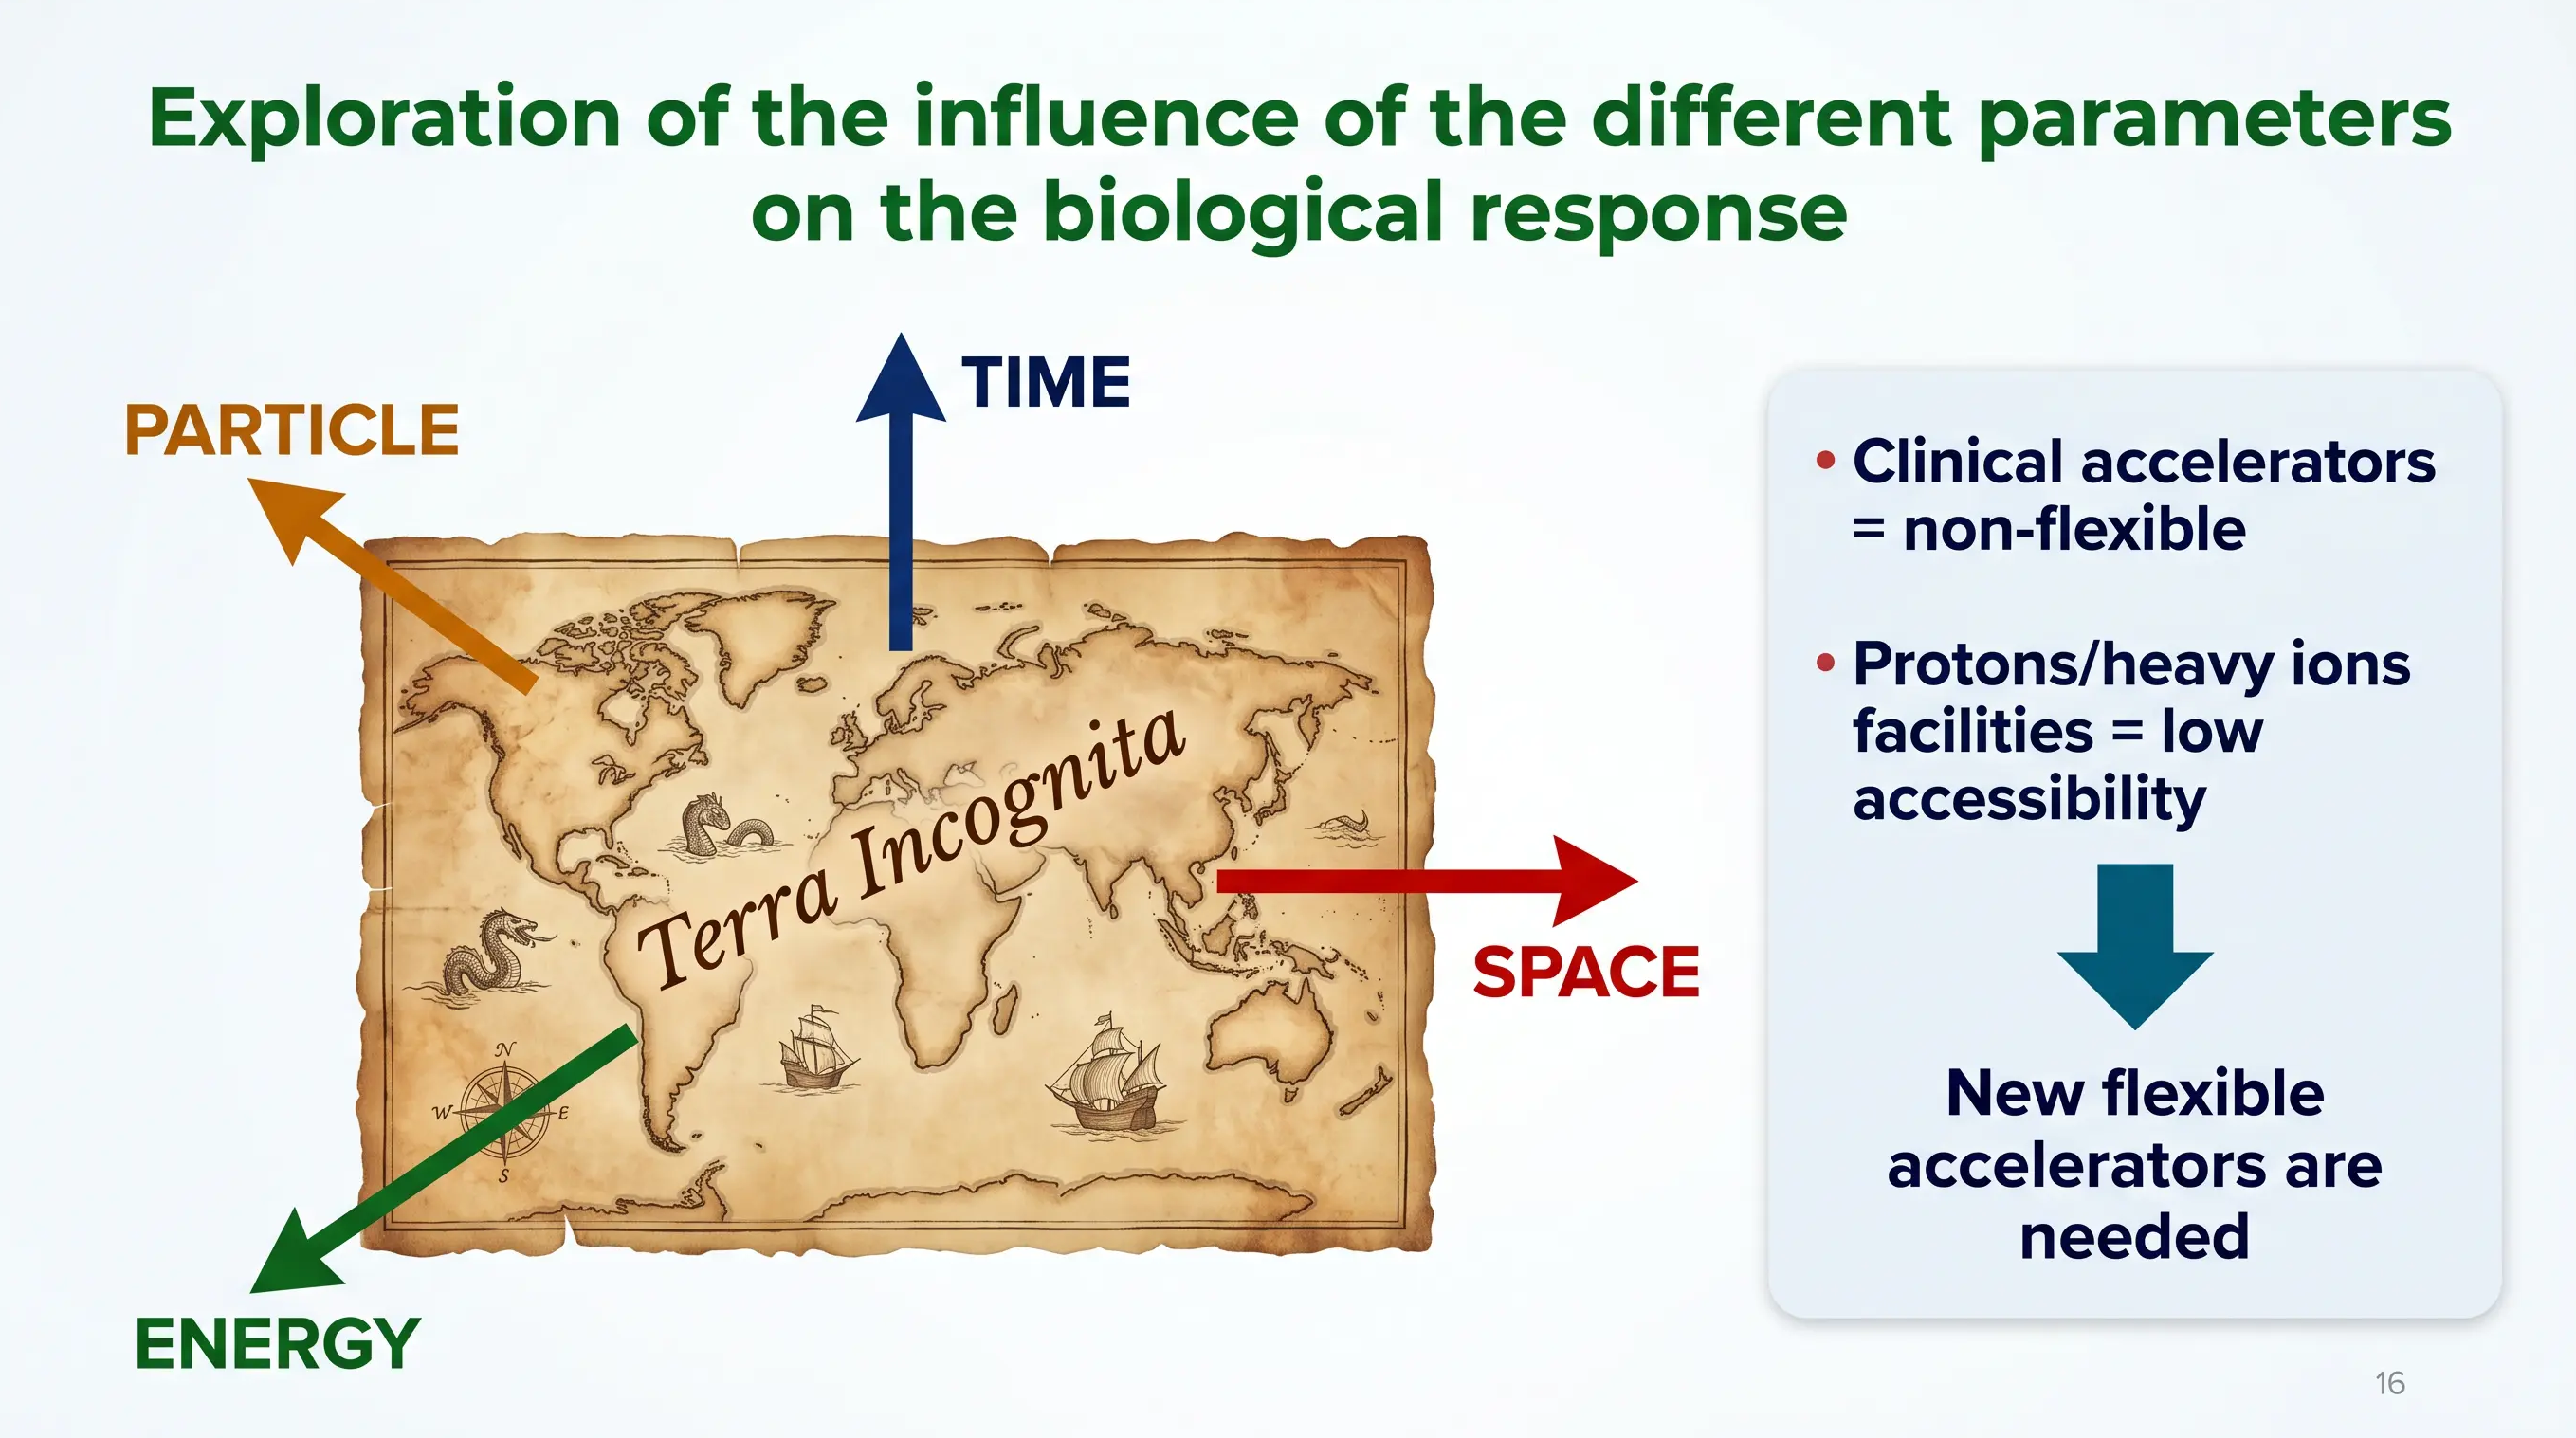 Exploration of the influence of the different parameters
on the biological response
TIME
PARTICLE
Terra Incognita
SPACE
N
W E
S
ENERGY
• Clinical accelerators
= non-flexible
• Protons/heavy ions
facilities = low
accessibility
New flexible
accelerators are
needed
16